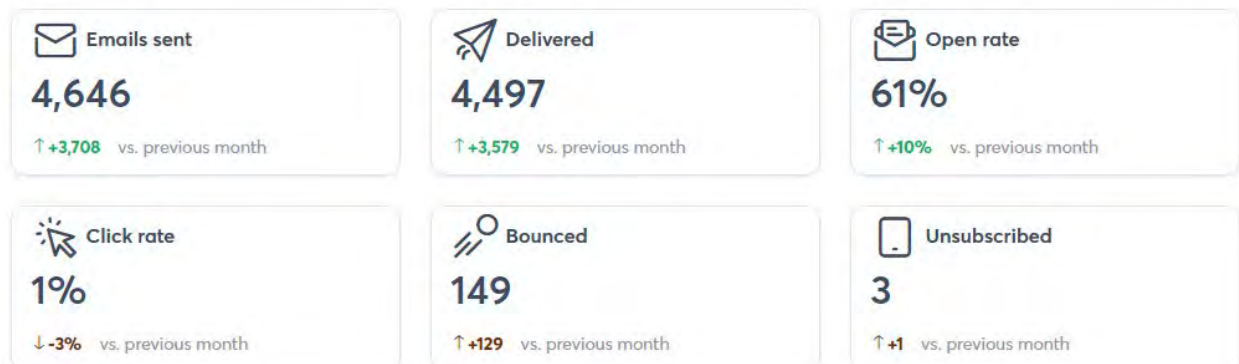 Emails sent
4,646
↑ +3,708 vs. previous month
Delivered
4,497
↑ +3,579 vs. previous month
Open rate
61%
↑ +10% vs. previous month
Click rate
1%
↓ -3% vs. previous month
Bounced
149
↑ +129 vs. previous month
Unsubscribed
3
↑ +1 vs. previous month